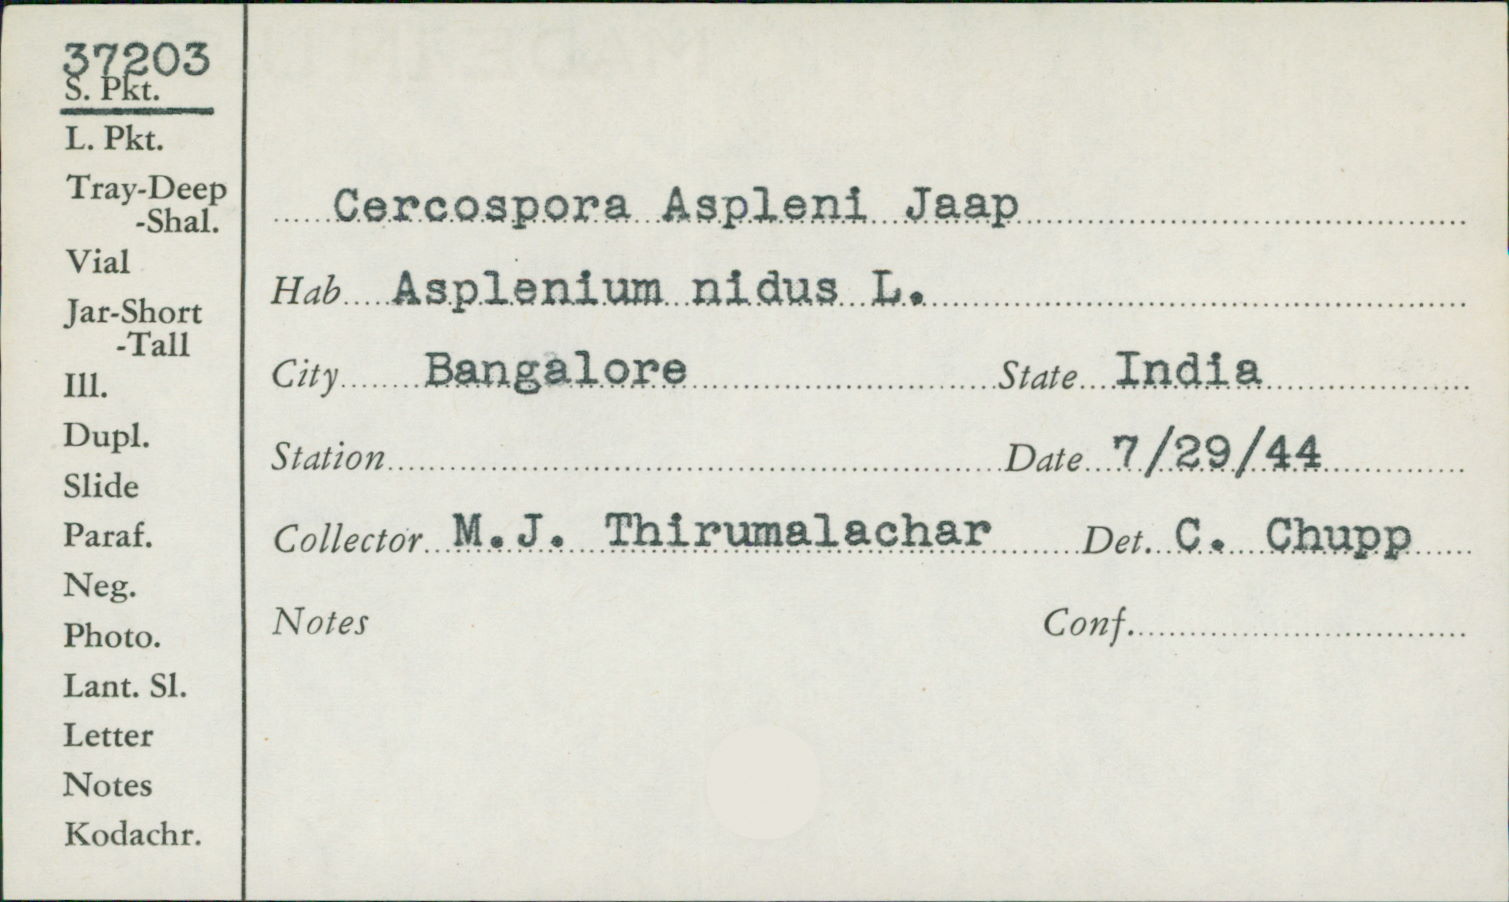 37203
S. Pkt.
L. Pkt.
Tray-Deep
-Shal.
Vial
Jar-Short
-Tall
Ill.
Dupl.
Slide
Paraf.
Neg.
Photo.
Lant. Sl.
Letter
Notes
Kodachr.
Cercospora Aspleni Jaap
Hab Asplenium nidus L.
City Bangalore State India
Station Date 7/29/44
Collector M.J. Thirumalachar Det. C. Chupp
Notes Conf.